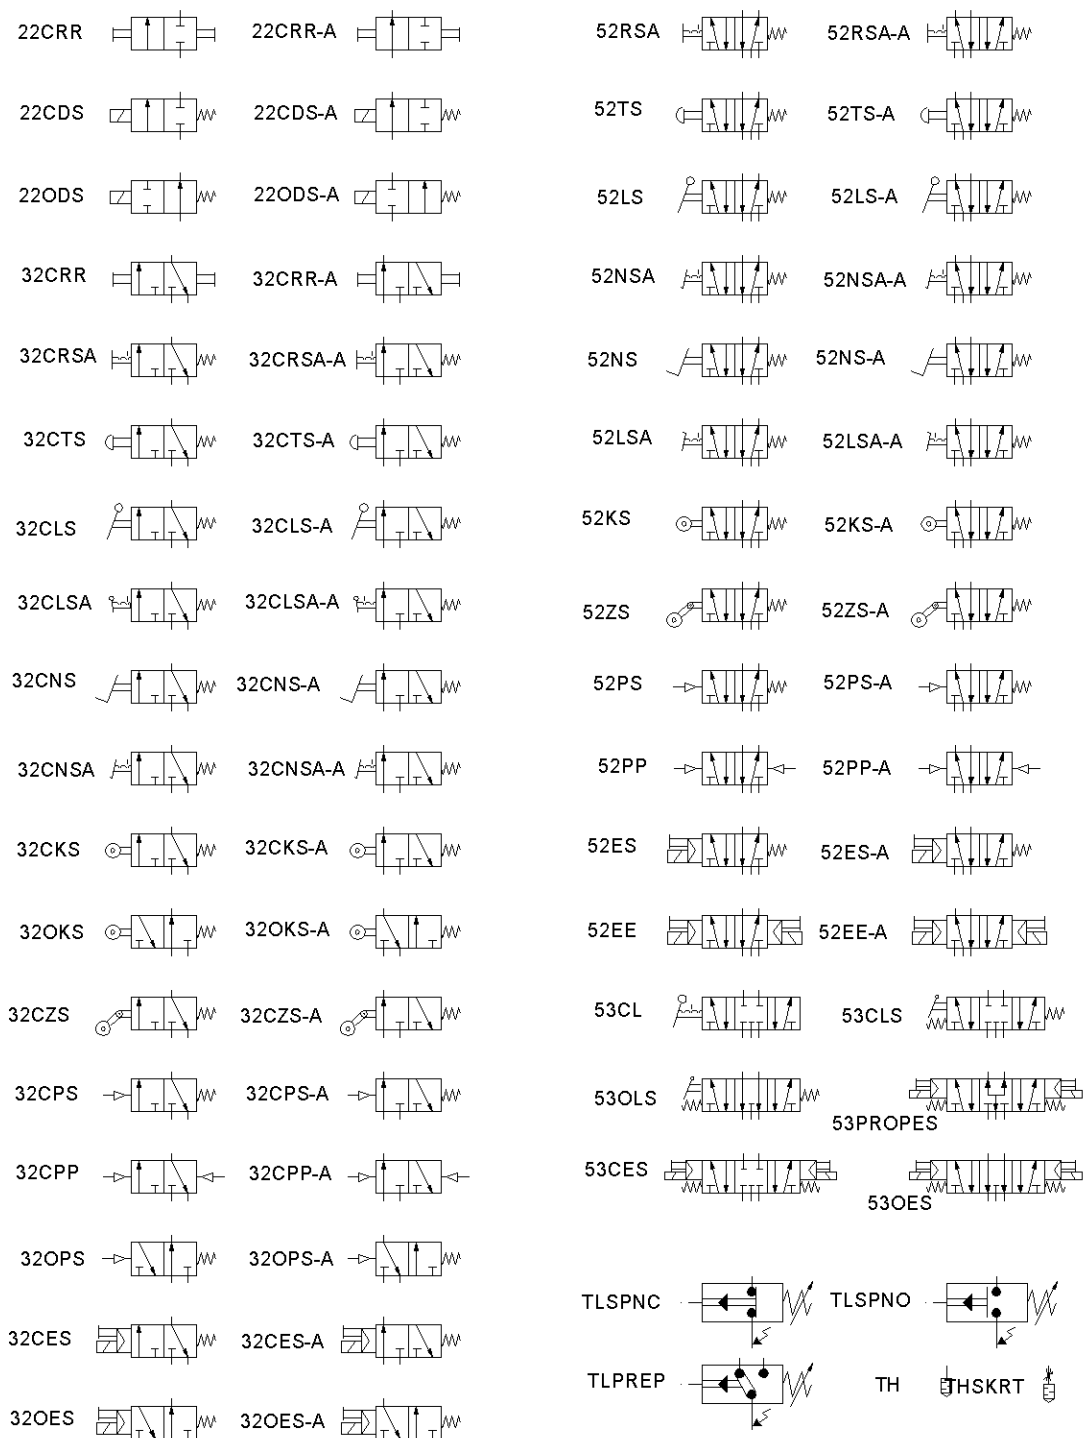 22CRR 22CRR-A 52RSA 52RSA-A
22CDS 22CDS-A 52TS 52TS-A
22ODS 22ODS-A 52LS 52LS-A
32CRR 32CRR-A 52NSA 52NSA-A
32CRSA 32CRSA-A 52NS 52NS-A
32CTS 32CTS-A 52LSA 52LSA-A
32CLS 32CLS-A 52KS 52KS-A
32CLSA 32CLSA-A 52ZS 52ZS-A
32CNS 32CNS-A 52PS 52PS-A
32CNSA 32CNSA-A 52PP 52PP-A
32CKS 32CKS-A 52ES 52ES-A
32OKS 32OKS-A 52EE 52EE-A
32CZS 32CZS-A 53CL 53CLS
32CPS 32CPS-A 53OLS 53PROPES
32CPP 32CPP-A 53CES 53OES
32OPS 32OPS-A
32CES 32CES-A TLSPNC TLSPNO
32OES 32OES-A TLPREP TH THSKRT